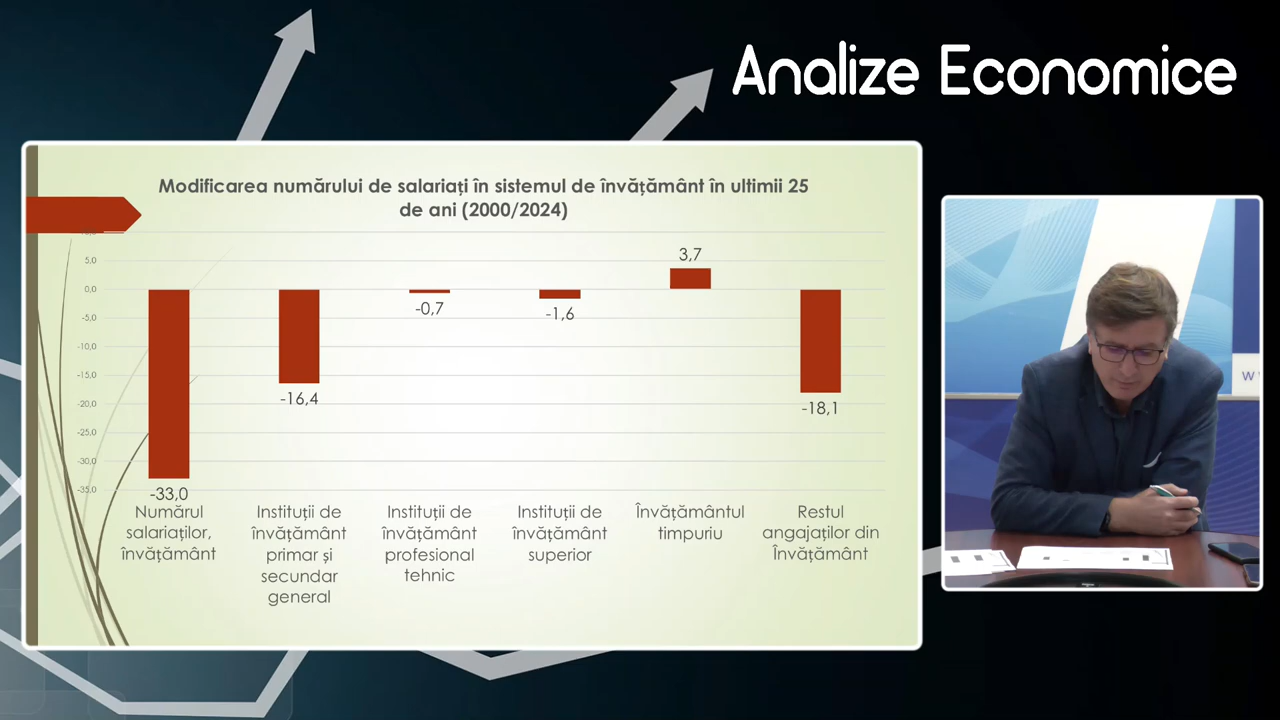 Analize Economice
Modificarea numărului de salariați în sistemul de învățământ în ultimii 25
de ani (2000/2024)
5,0
0,0
-5,0
-10,0
-15,0
-20,0
-25,0
-30,0
-35,0
-33,0
-16,4
-0,7
-1,6
3,7
-18,1
Numărul
salariaților,
învățământ
Instituții de
învățământ
primar și
secundar
general
Instituții de
învățământ
profesional
tehnic
Instituții de
învățământ
superior
Învățământul
timpuriu
Restul
angajaților din
Învățământ
W